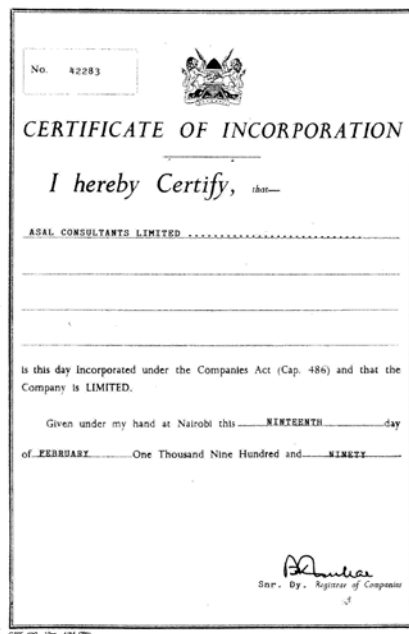 No. 42283
CERTIFICATE OF INCORPORATION
I hereby Certify, that—
ASAL CONSULTANTS LIMITED ..............................
is this day Incorporated under the Companies Act (Cap. 486) and that the
Company is LIMITED.
Given under my hand at Nairobi this NINTEENTH day
of FEBRUARY One Thousand Nine Hundred and NINETY
Snr. Dy. Registrar of Companies